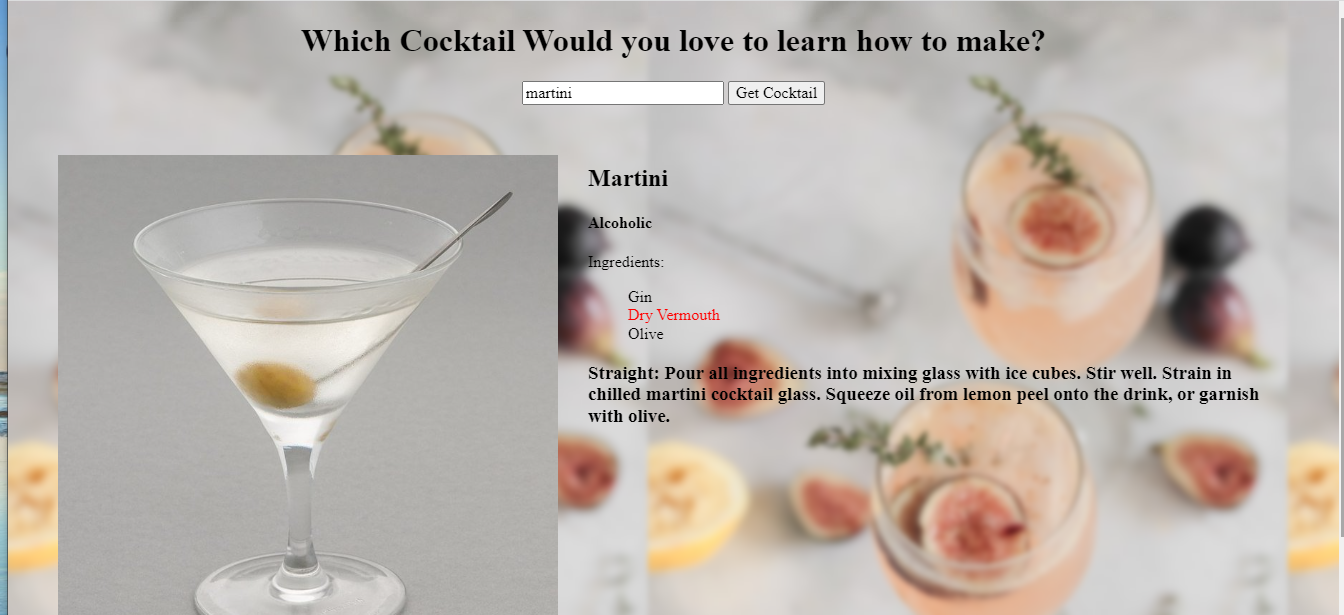 Which Cocktail Would you love to learn how to make?
martini Get Cocktail
Martini
Alcoholic
Ingredients:
Gin
Dry Vermouth
Olive
Straight: Pour all ingredients into mixing glass with ice cubes. Stir well. Strain in
chilled martini cocktail glass. Squeeze oil from lemon peel onto the drink, or garnish
with olive.